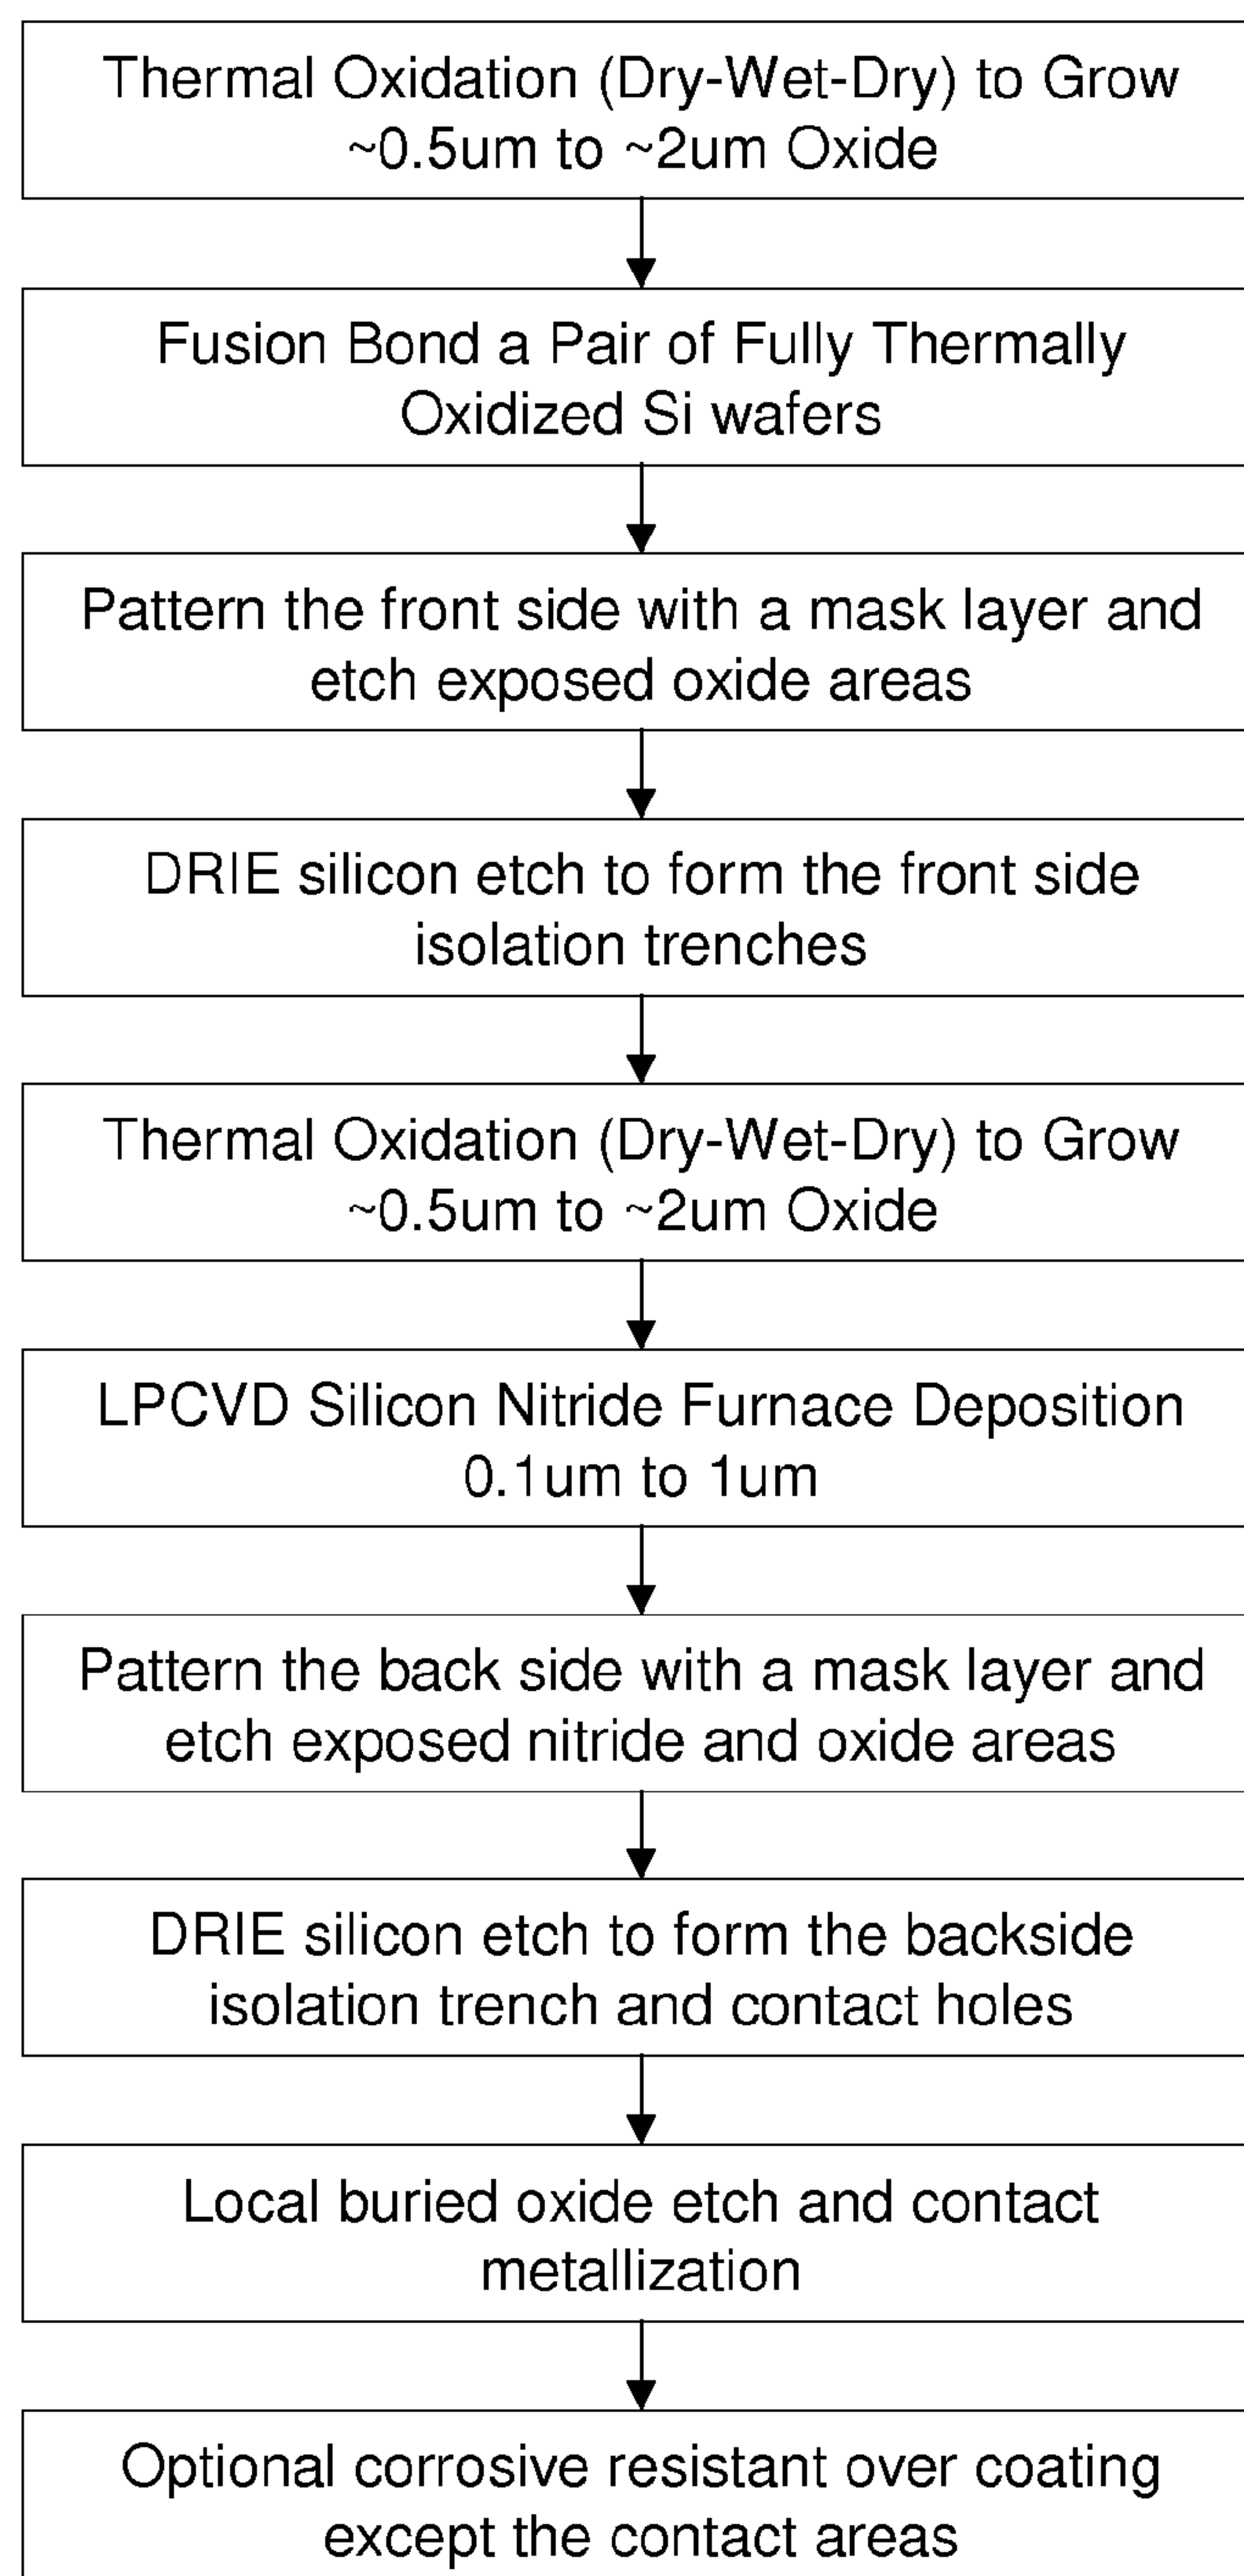 Thermal Oxidation (Dry-Wet-Dry) to Grow
~0.5um to ~2um Oxide
Fusion Bond a Pair of Fully Thermally
Oxidized Si wafers
Pattern the front side with a mask layer and
etch exposed oxide areas
DRIE silicon etch to form the front side
isolation trenches
Thermal Oxidation (Dry-Wet-Dry) to Grow
~0.5um to ~2um Oxide
LPCVD Silicon Nitride Furnace Deposition
0.1um to 1um
Pattern the back side with a mask layer and
etch exposed nitride and oxide areas
DRIE silicon etch to form the backside
isolation trench and contact holes
Local buried oxide etch and contact
metallization
Optional corrosive resistant over coating
except the contact areas